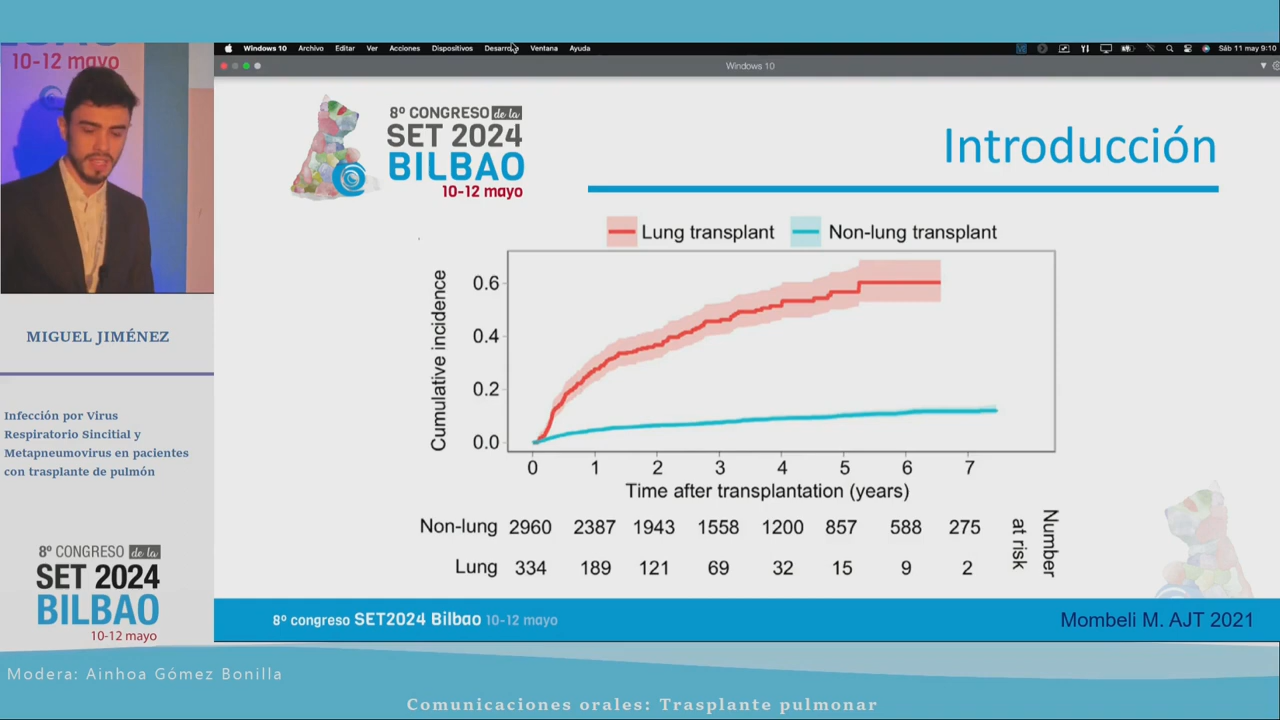 10-12 mayo
Windows 10 Archivo Editar Ver Acciones Dispositivos Desarrollo Ventana Ayuda
Sáb 11 may 9:10
Windows 10
8º CONGRESO de la
SET 2024
BILBAO
10-12 mayo
Introducción
Lung transplant Non-lung transplant
Cumulative incidence
0.6
0.4
0.2
0.0
0 1 2 3 4 5 6 7
Time after transplantation (years)
Non-lung 2960 2387 1943 1558 1200 857 588 275
Lung 334 189 121 69 32 15 9 2
Number
at risk
8º congreso SET2024 Bilbao 10-12 mayo
Mombeli M. AJT 2021
MIGUEL JIMÉNEZ
Infección por Virus
Respiratorio Sincitial y
Metapneumovirus en pacientes
con trasplante de pulmón
8º CONGRESO de la
SET 2024
BILBAO
10-12 mayo
Modera: Ainhoa Gómez Bonilla
Comunicaciones orales: Trasplante pulmonar